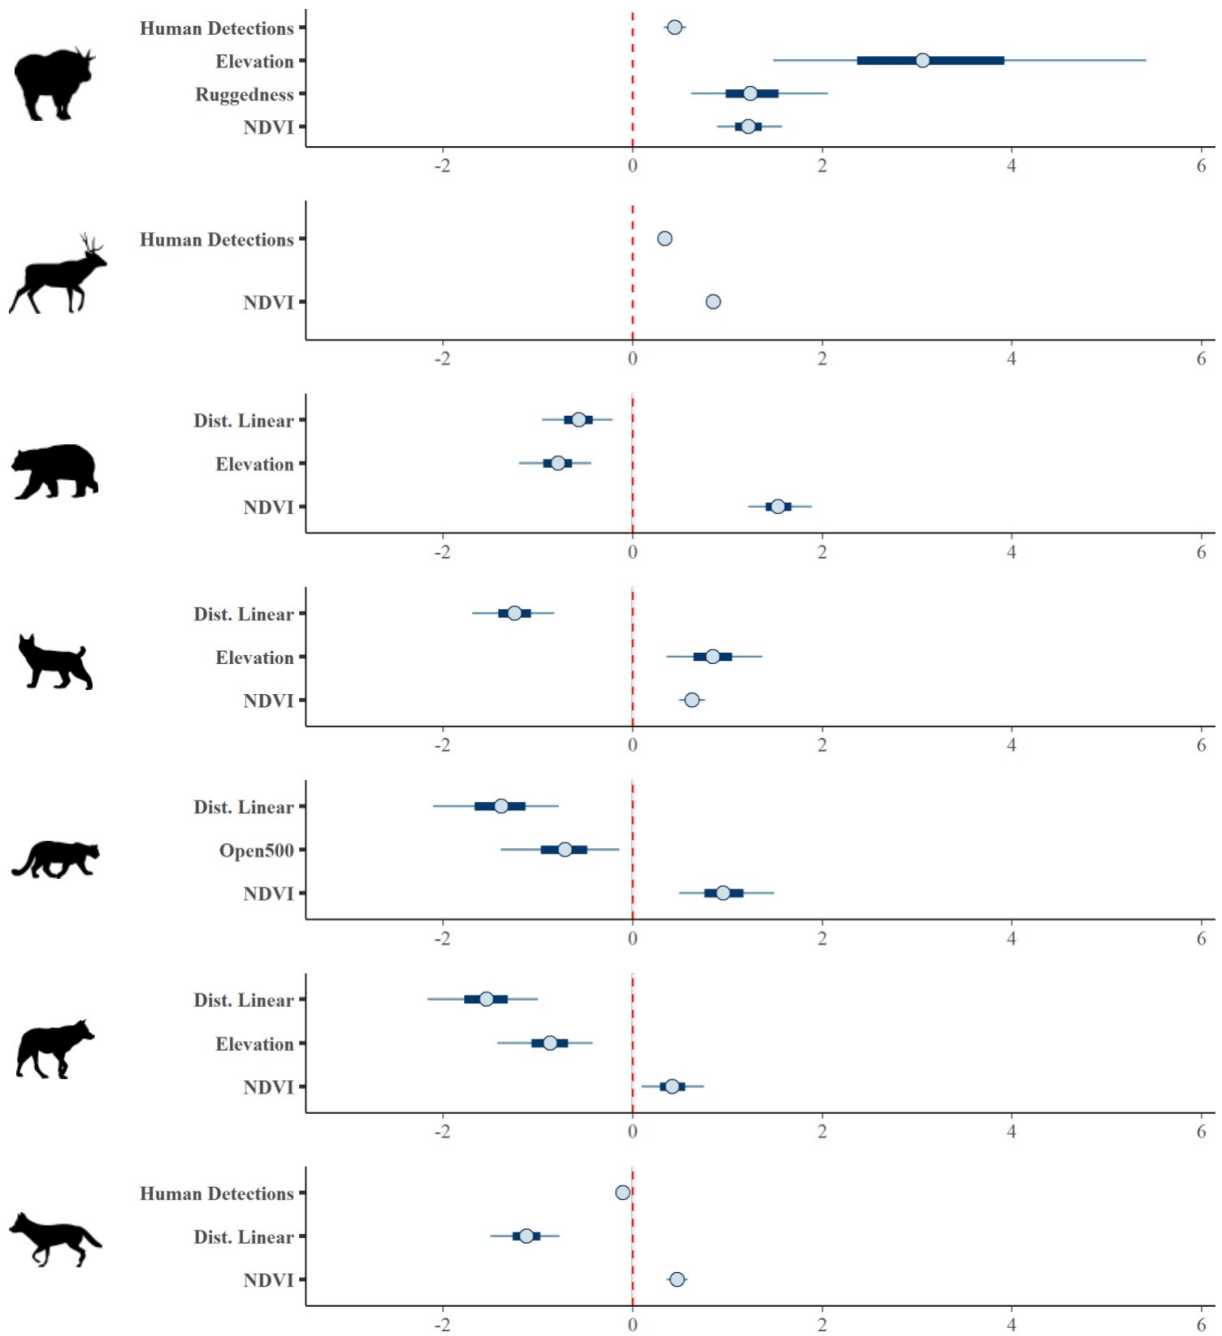 Human Detections
Elevation
Ruggedness
NDVI
-2 0 2 4 6
Human Detections
NDVI
-2 0 2 4 6
Dist. Linear
Elevation
NDVI
-2 0 2 4 6
Dist. Linear
Elevation
NDVI
-2 0 2 4 6
Dist. Linear
Open500
NDVI
-2 0 2 4 6
Dist. Linear
Elevation
NDVI
-2 0 2 4 6
Human Detections
Dist. Linear
NDVI
-2 0 2 4 6